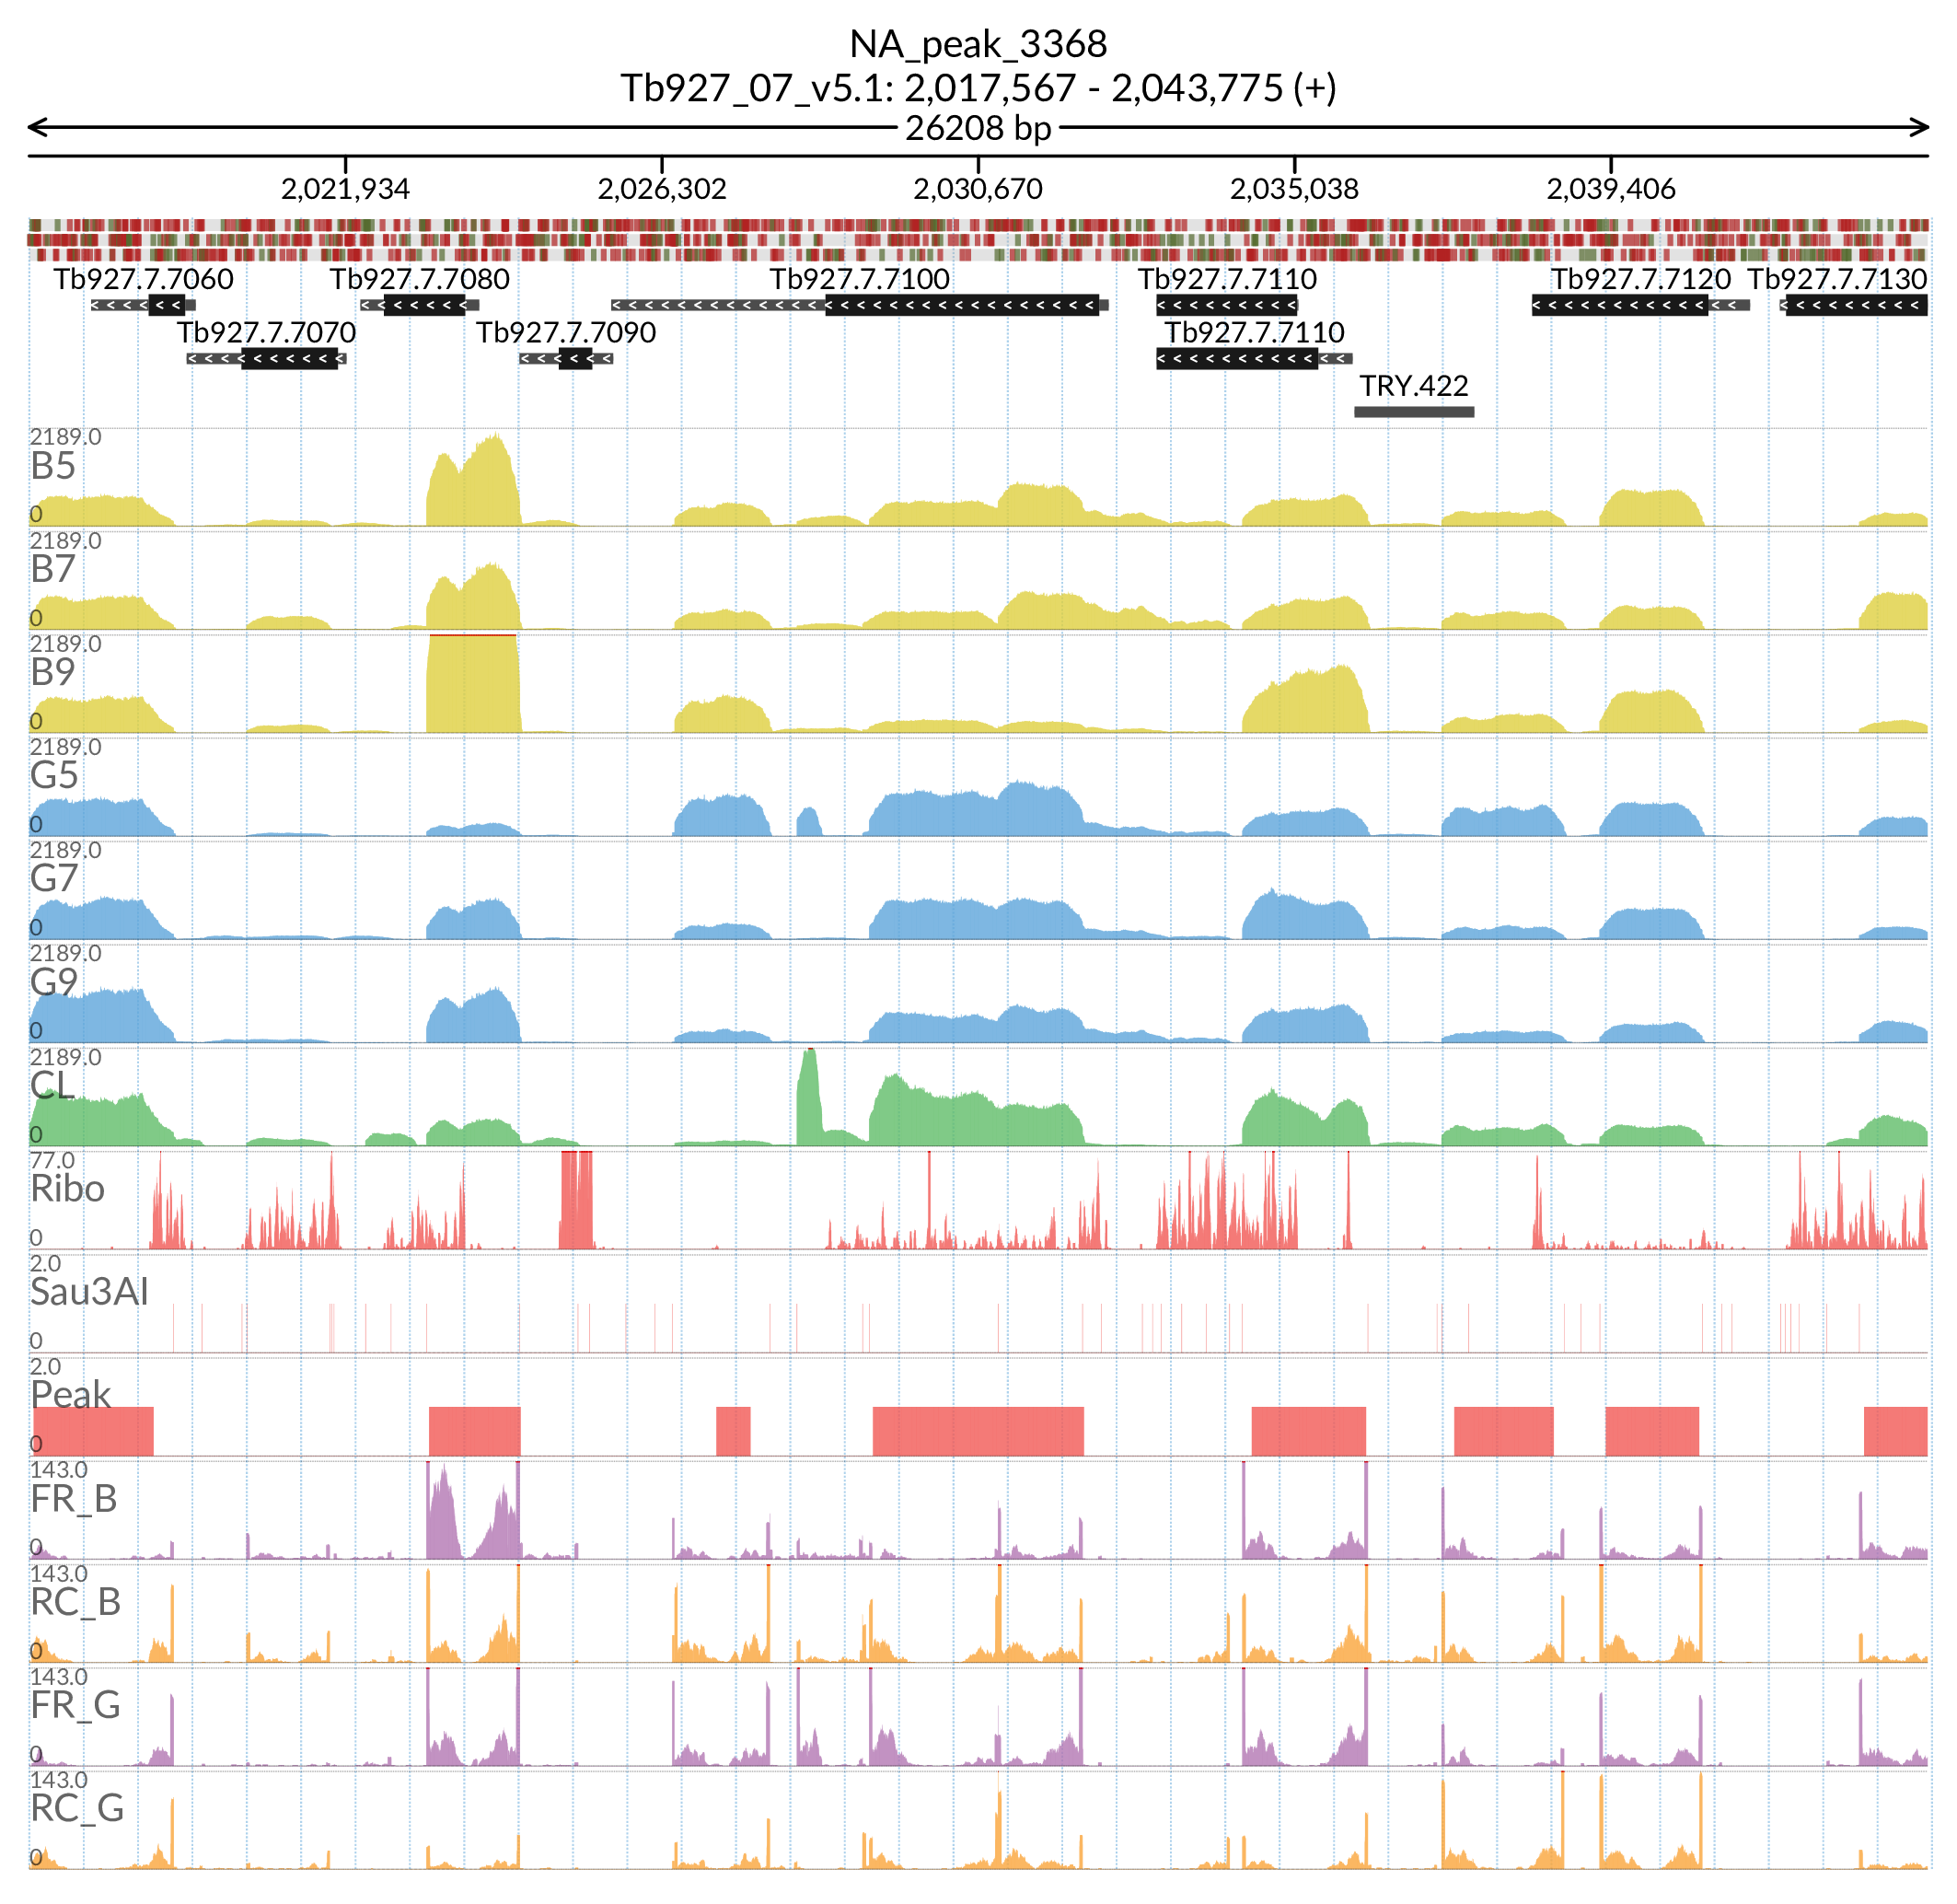 NA_peak_3368
Tb927_07_v5.1: 2,017,567 - 2,043,775 (+)
26208 bp
2,021,934 2,026,302 2,030,670 2,035,038 2,039,406
Tb927.7.7060 Tb927.7.7080 Tb927.7.7100 Tb927.7.7110 Tb927.7.7120 Tb927.7.7130
Tb927.7.7070 Tb927.7.7090 Tb927.7.7110
TRY.422
2189.0
B5
0
2189.0
B7
0
2189.0
B9
0
2189.0
G5
0
2189.0
G7
0
2189.0
G9
0
2189.0
CL
0
77.0
Ribo
0
2.0
Sau3AI
0
2.0
Peak
0
143.0
FR_B
0
143.0
RC_B
0
143.0
FR_G
0
143.0
RC_G
0